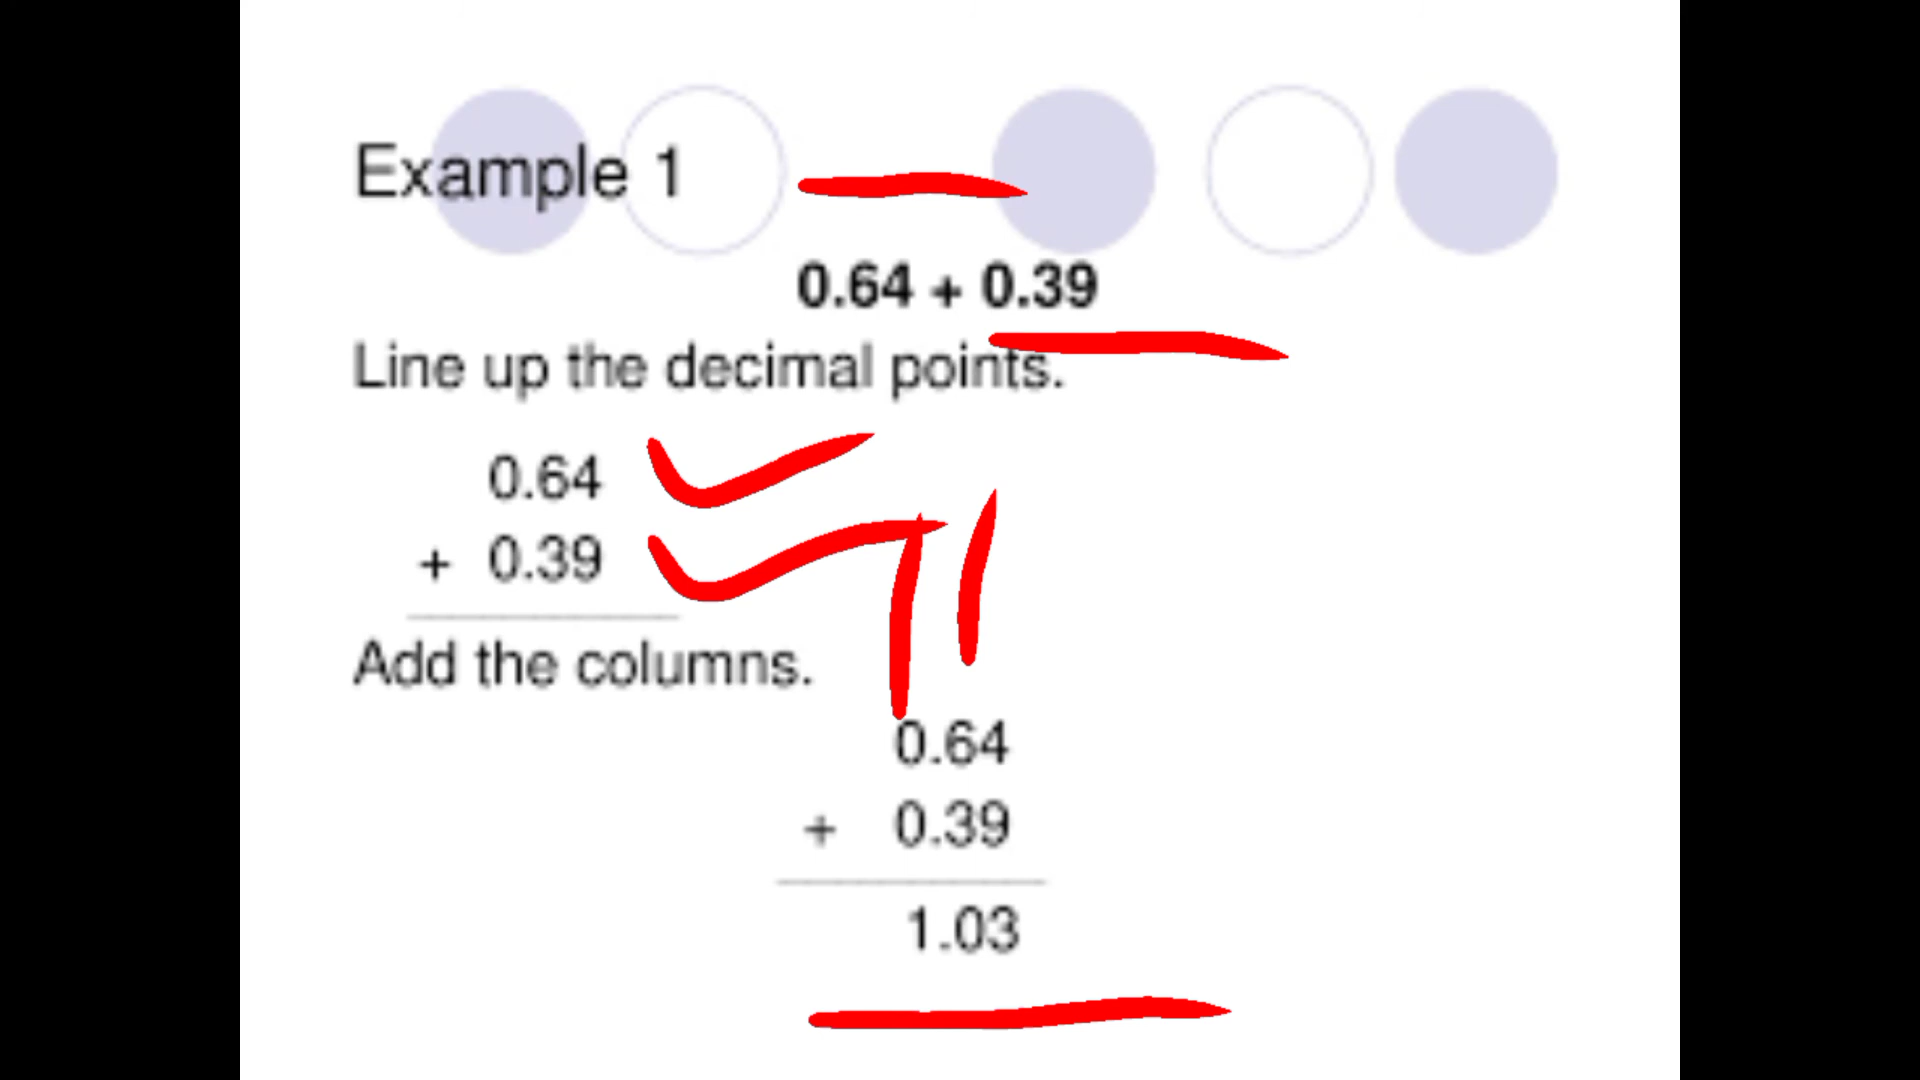 Example 1
0.64 + 0.39
Line up the decimal points.
0.64
+ 0.39
Add the columns.
0.64
+ 0.39
1.03